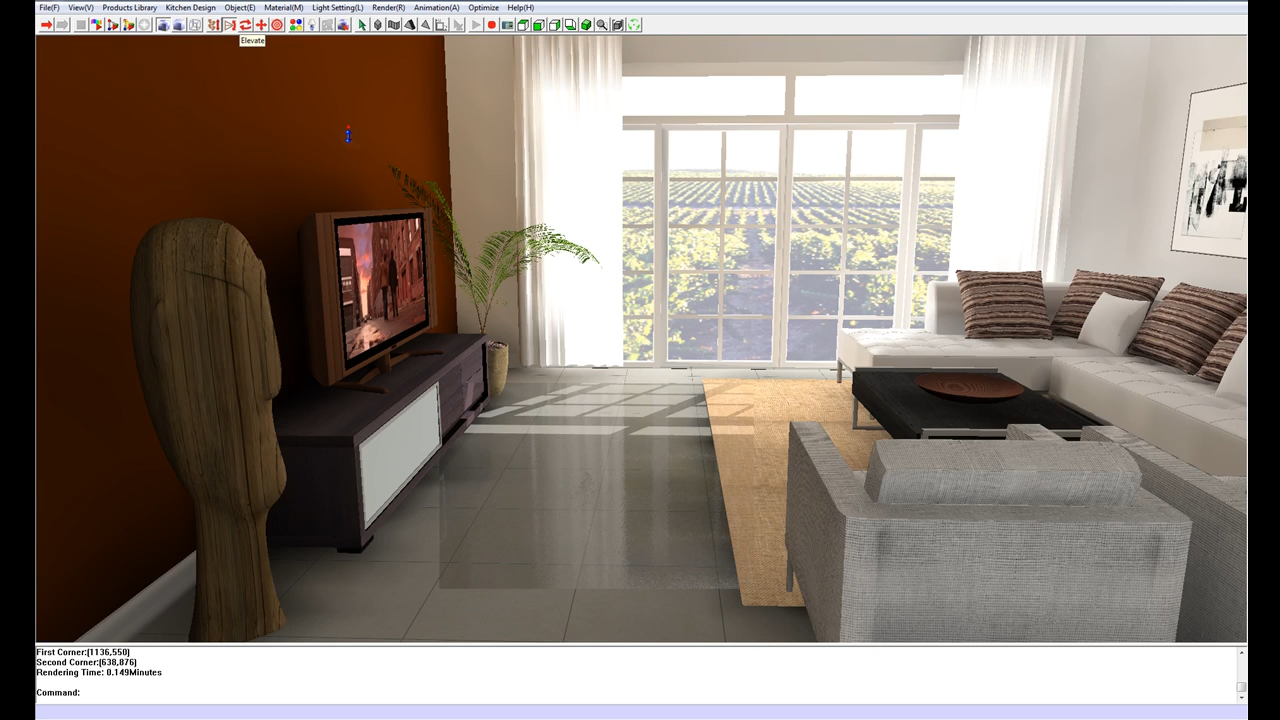 File(F) View(V) Products Library Kitchen Design Object(E) Material(M) Light Setting(L) Render(R) Animation(A) Optimize Help(H)
Elevate
First Corner:[1136,550)
Second Corner:[638,876)
Rendering Time: 0.149Minutes
Command: